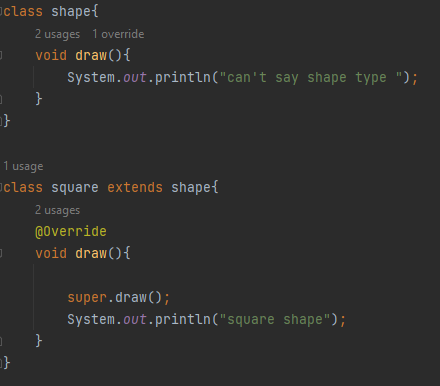 class shape{
2 usages 1 override
void draw(){
System.out.println("can't say shape type ");
}
}
1 usage
class square extends shape{
2 usages
@Override
void draw(){
super.draw();
System.out.println("square shape");
}
}